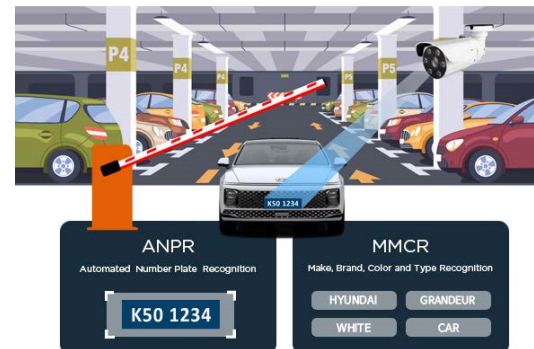 P4
P4
P4
P5
P5
K50 1234
ANPR
Automated Number Plate Recognition
K50 1234
MMCR
Make, Brand, Color and Type Recognition
HYUNDAI
GRANDEUR
WHITE
CAR